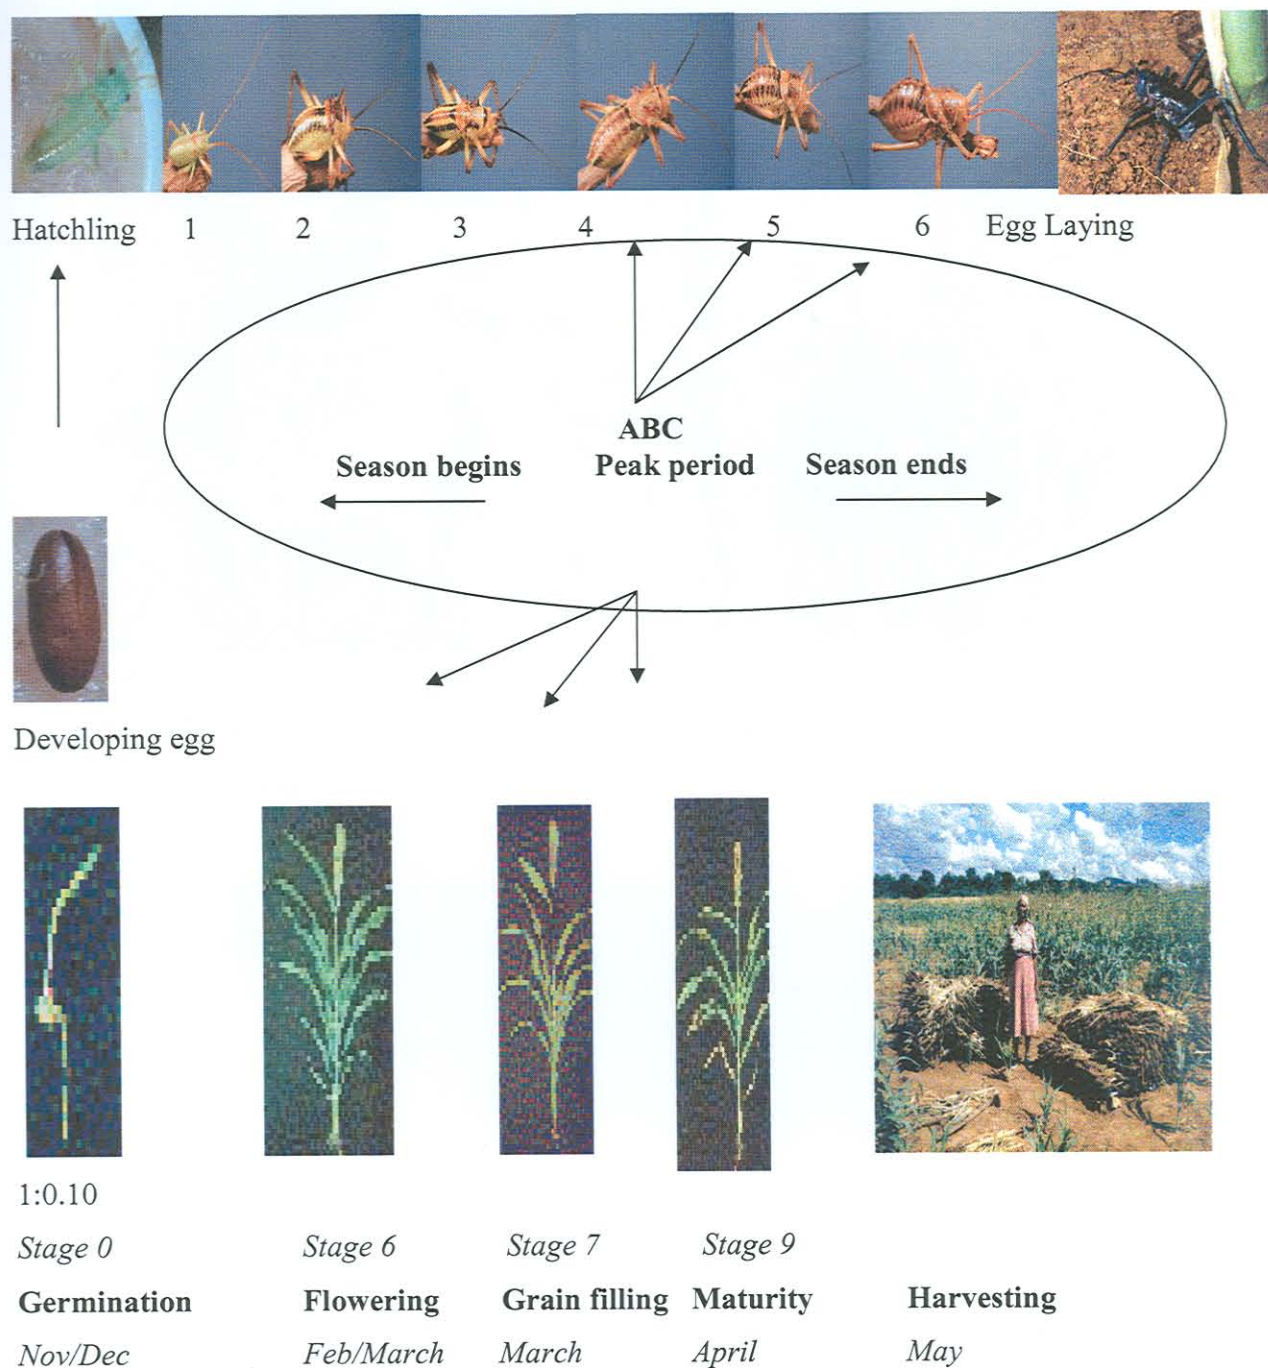 Hatchling 1 2 3 4 5 6 Egg Laying
ABC
Season begins Peak period Season ends
Developing egg
1:0.10
Stage 0 Stage 6 Stage 7 Stage 9
Germination Flowering Grain filling Maturity Harvesting
Nov/Dec Feb/March March April May